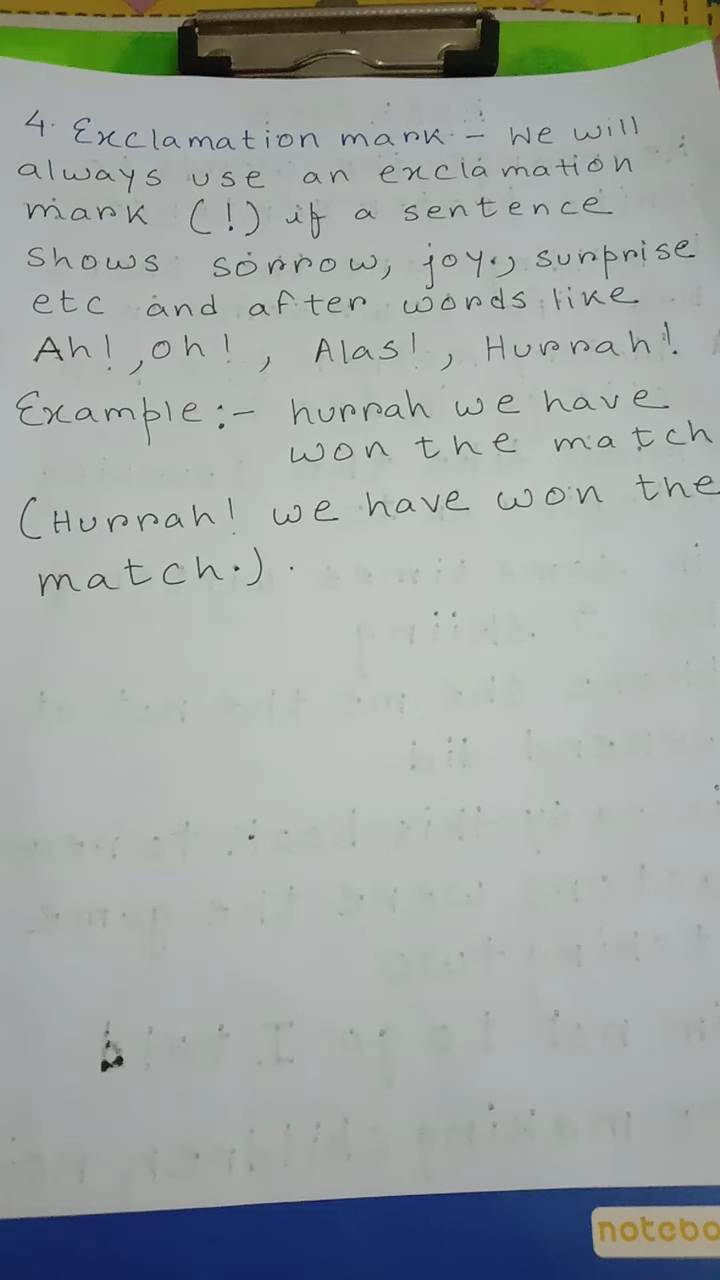 4. Exclamation mark - We will
always use an exclamation
mark (!) if a sentence
shows sorrow, joy, surprise
etc and after words like
Ah!, Oh!, Alas!, Hurrah!
Example:- hurrah we have
won the match
(Hurrah! we have won the
match.).